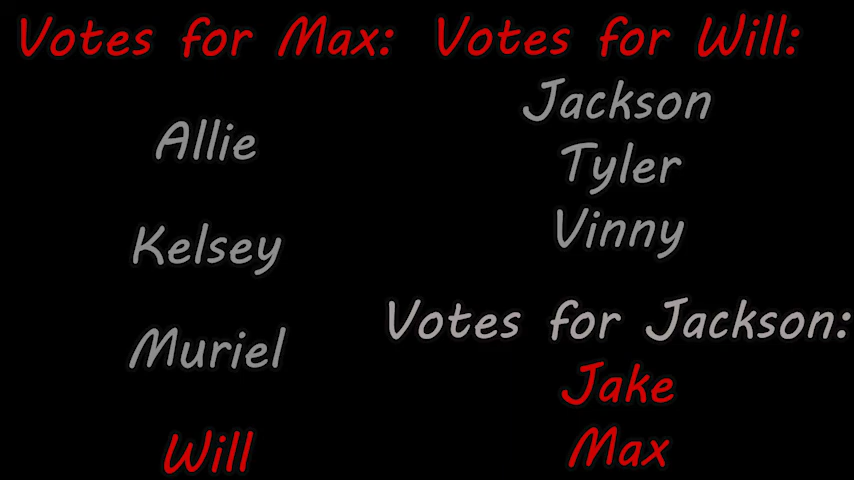 Votes for Max:
Allie
Kelsey
Muriel
Will
Votes for Will:
Jackson
Tyler
Vinny
Votes for Jackson:
Jake
Max